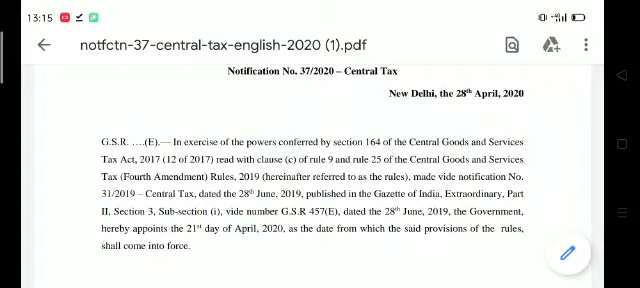 13:15
notfctn-37-central-tax-english-2020 (1).pdf
Notification No. 37/2020 – Central Tax
New Delhi, the 28th April, 2020
G.S.R. ….(E).— In exercise of the powers conferred by section 164 of the Central Goods and Services
Tax Act, 2017 (12 of 2017) read with clause (c) of rule 9 and rule 25 of the Central Goods and Services
Tax (Fourth Amendment) Rules, 2019 (hereinafter referred to as the rules), made vide notification No.
31/2019 – Central Tax, dated the 28th June, 2019, published in the Gazette of India, Extraordinary, Part
II, Section 3, Sub-section (i), vide number G.S.R 457(E), dated the 28th June, 2019, the Government,
hereby appoints the 21st day of April, 2020, as the date from which the said provisions of the rules,
shall come into force.